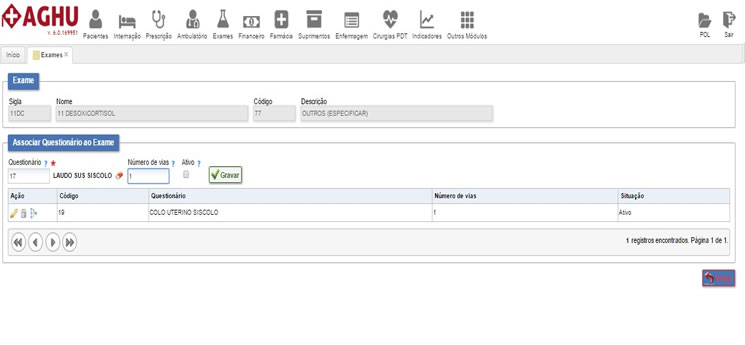 AGHU
v. 6.0.169951
Pacientes Internação Prescrição Ambulatório Exames Financeiro Farmácia Suprimentos Enfermagem Cirurgias PDT Indicadores Outros Módulos POL Sair
Início Exames ×
Exame
Sigla Nome Código Descrição
11DC 11 DESOXICORTISOL 77 OUTROS (ESPECIFICAR)
Associar Questionário ao Exame
Questionário ? * Número de vias ? Ativo ?
17 LAUDO SUS SISCOLO 1 Gravar
Ação Código Questionário Número de vias Situação
19 COLO UTERINO SISCOLO 1 Ativo
1 registros encontrados. Página 1 de 1.